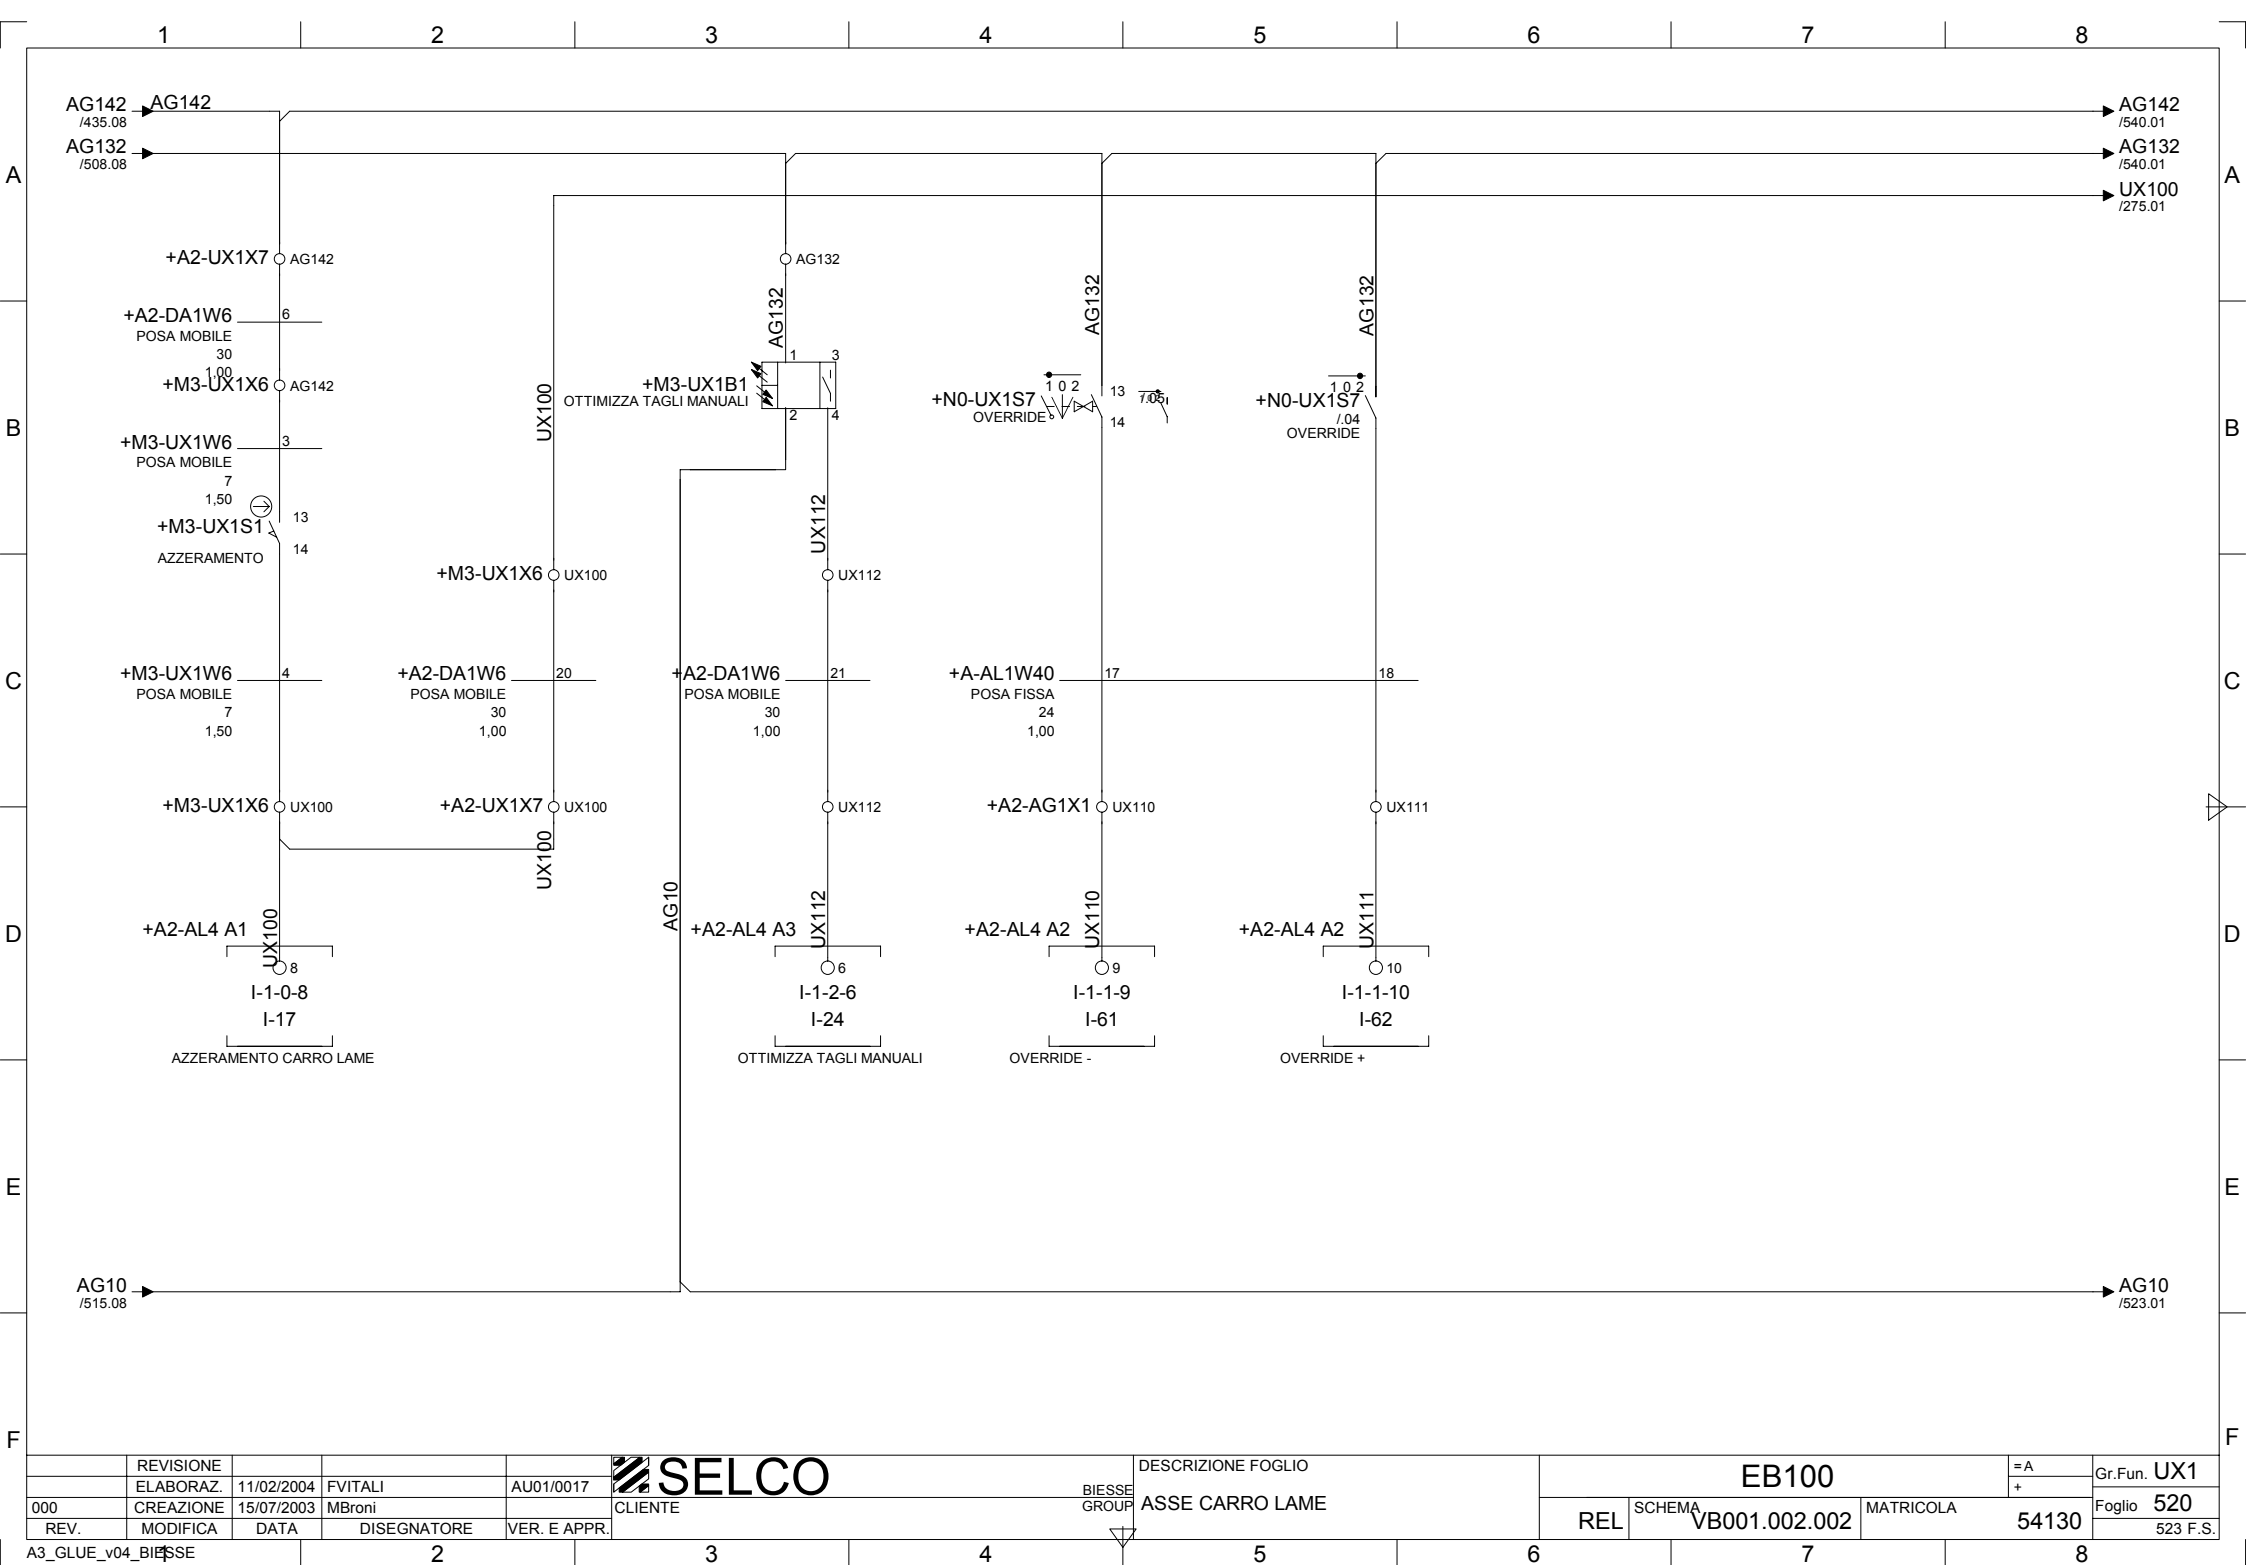 1 2 3 4 5 6 7 8
AG142 AG142 AG142
/435.08 /540.01
AG132 AG132
/508.08 /540.01
A A
UX100
/275.01
+A2-UX1X7 AG142 AG132
AG132 AG132 AG132
+A2-DA1W6 6
POSA MOBILE
30
1,00
+M3-UX1X6 AG142
UX100
1 3
+M3-UX1B1
OTTIMIZZA TAGLI MANUALI
2 4
1 0 2
+N0-UX1S7 13
OVERRIDE
14
1 0 2
+N0-UX1S7
/.04
OVERRIDE
B B
+M3-UX1W6 3
POSA MOBILE
7
1,50
+M3-UX1S1 13
14
AZZERAMENTO
UX112
+M3-UX1X6 UX100 UX112
C C
+M3-UX1W6 4
POSA MOBILE
7
1,50
+A2-DA1W6 20
POSA MOBILE
30
1,00
+A2-DA1W6 21
POSA MOBILE
30
1,00
+A-AL1W40 17 18
POSA FISSA
24
1,00
+M3-UX1X6 UX100 +A2-UX1X7 UX100 UX112 +A2-AG1X1 UX110 UX111
UX100
D D
AG10
+A2-AL4 A1 UX100
8
I-1-0-8
I-17
AZZERAMENTO CARRO LAME
+A2-AL4 A3 UX112
6
I-1-2-6
I-24
OTTIMIZZA TAGLI MANUALI
+A2-AL4 A2 UX110
9
I-1-1-9
I-61
OVERRIDE -
+A2-AL4 A2 UX111
10
I-1-1-10
I-62
OVERRIDE +
E E
AG10 AG10
/515.08 /523.01
F F
REVISIONE
ELABORAZ. 11/02/2004 FVITALI AU01/0017
000 CREAZIONE 15/07/2003 MBroni
REV. MODIFICA DATA DISEGNATORE VER. E APPR.
SELCO
BIESSE
GROUP
CLIENTE
DESCRIZIONE FOGLIO
ASSE CARRO LAME
EB100
REL SCHEMA VB001.002.002 MATRICOLA 54130
= A
+
Gr.Fun. UX1
Foglio 520
523 F.S.
A3_GLUE_v04_BIESSE
1 2 3 4 5 6 7 8